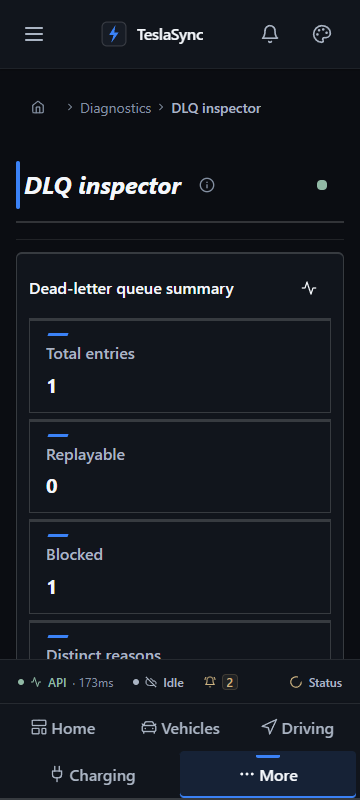 TeslaSync
Diagnostics > DLQ inspector
DLQ inspector
Dead-letter queue summary
Total entries
1
Replayable
0
Blocked
1
Distinct reasons
API · 173ms Idle 2 Status
Home Vehicles Driving
Charging ··· More